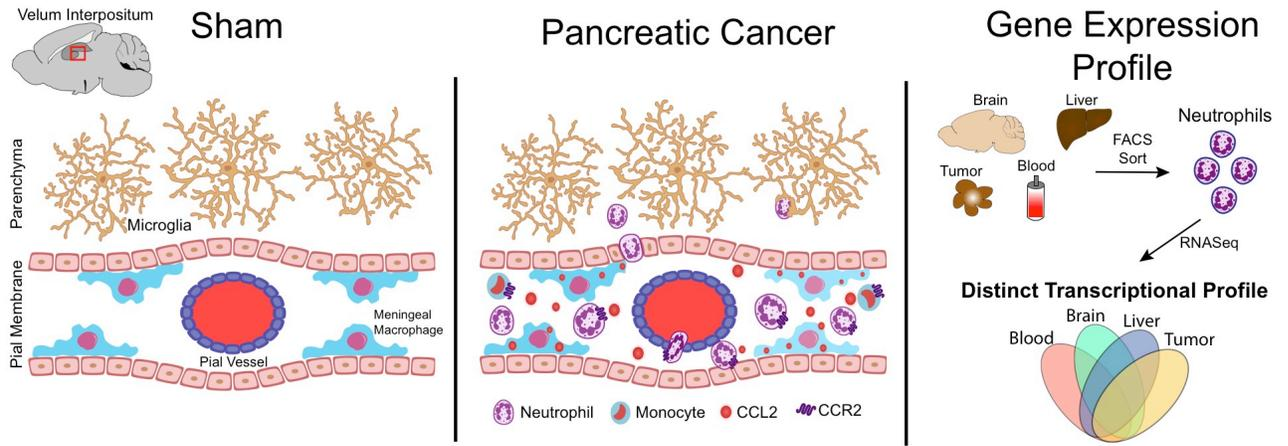 Velum Interpositum
Sham
Parenchyma
Microglia
Pial Membrane
Meningeal
Macrophage
Pial Vessel
Pancreatic Cancer
Neutrophil
Monocyte
CCL2
CCR2
Gene Expression
Profile
Brain
Liver
Tumor
Blood
FACS
Sort
Neutrophils
RNASeq
Distinct Transcriptional Profile
Blood
Brain
Liver
Tumor